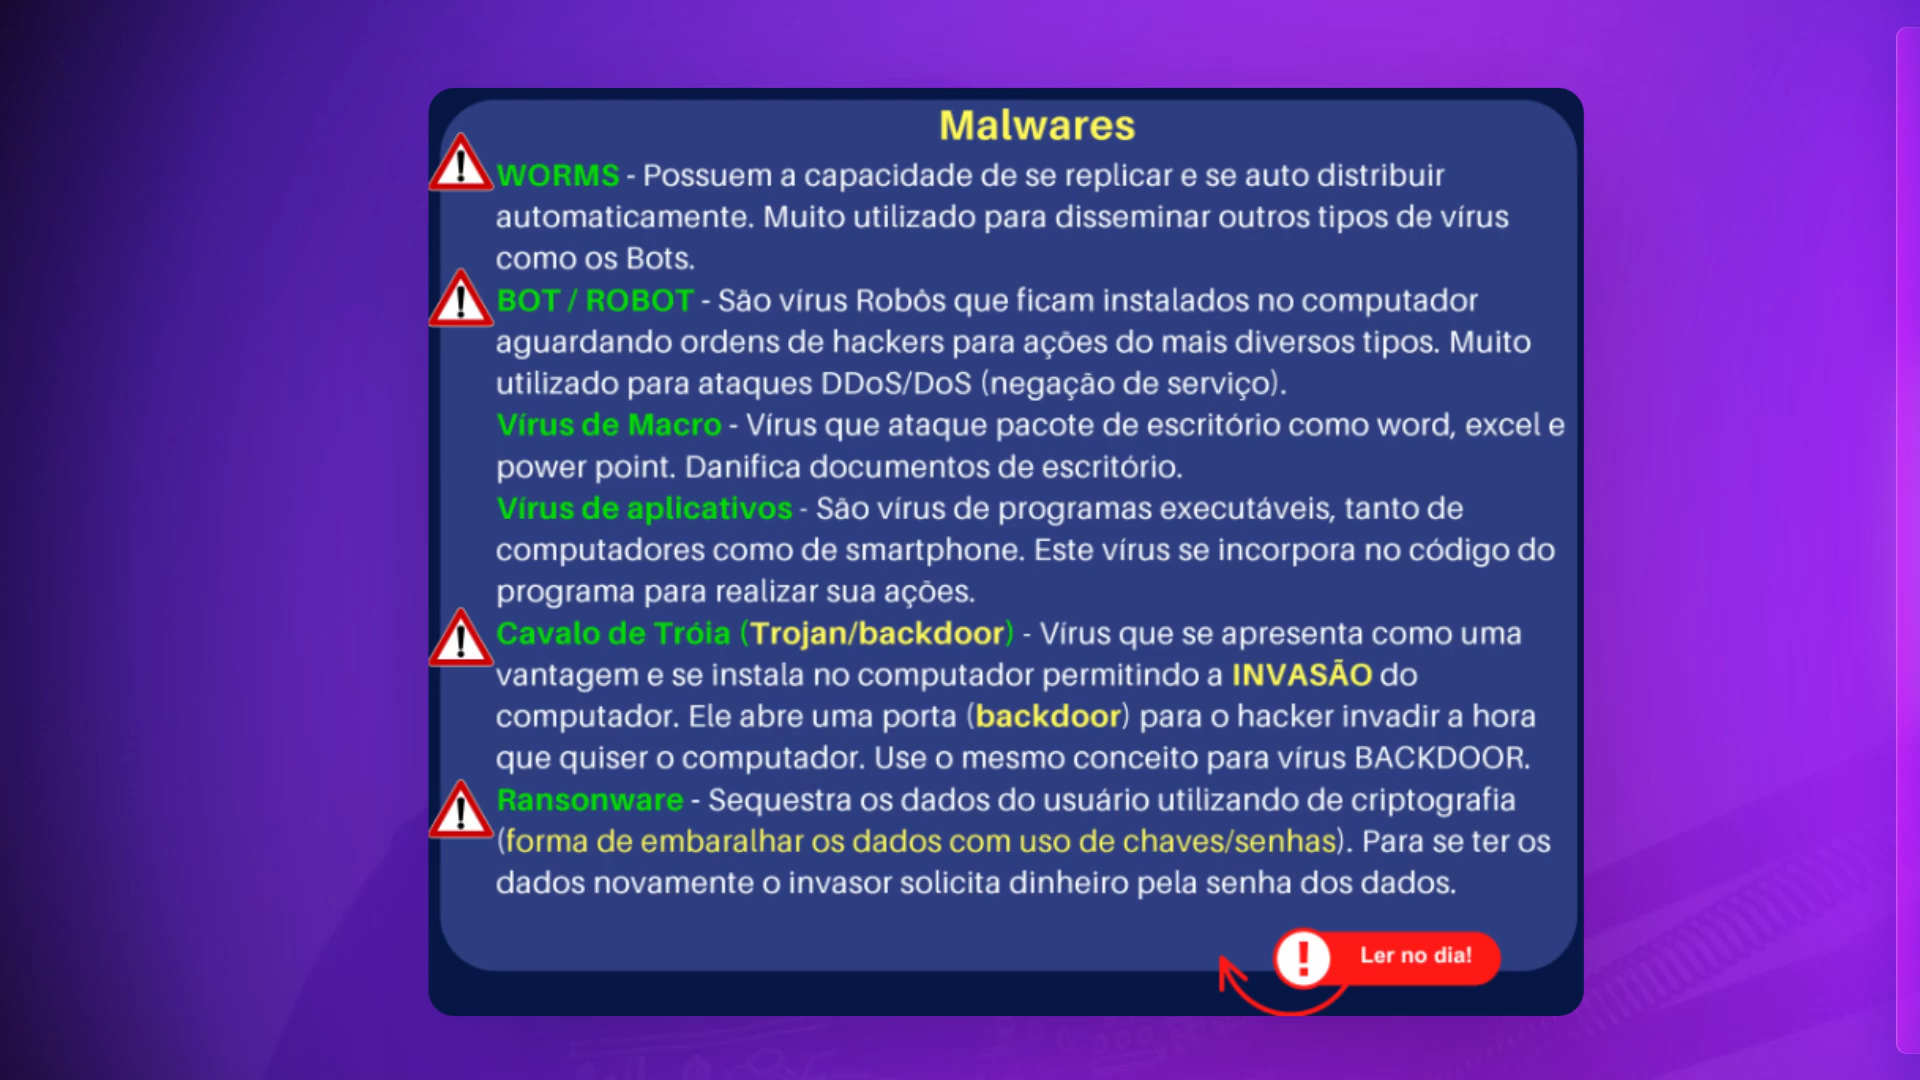 Malwares
WORMS - Possuem a capacidade de se replicar e se auto distribuir
automaticamente. Muito utilizado para disseminar outros tipos de vírus
como os Bots.
BOT / ROBOT - São vírus Robôs que ficam instalados no computador
aguardando ordens de hackers para ações do mais diversos tipos. Muito
utilizado para ataques DDoS/DoS (negação de serviço).
Vírus de Macro - Vírus que ataque pacote de escritório como word, excel e
power point. Danifica documentos de escritório.
Vírus de aplicativos - São vírus de programas executáveis, tanto de
computadores como de smartphone. Este vírus se incorpora no código do
programa para realizar sua ações.
Cavalo de Tróia (Trojan/backdoor) - Vírus que se apresenta como uma
vantagem e se instala no computador permitindo a INVASÃO do
computador. Ele abre uma porta (backdoor) para o hacker invadir a hora
que quiser o computador. Use o mesmo conceito para vírus BACKDOOR.
Ransonware - Sequestra os dados do usuário utilizando de criptografia
(forma de embaralhar os dados com uso de chaves/senhas). Para se ter os
dados novamente o invasor solicita dinheiro pela senha dos dados.
Ler no dia!